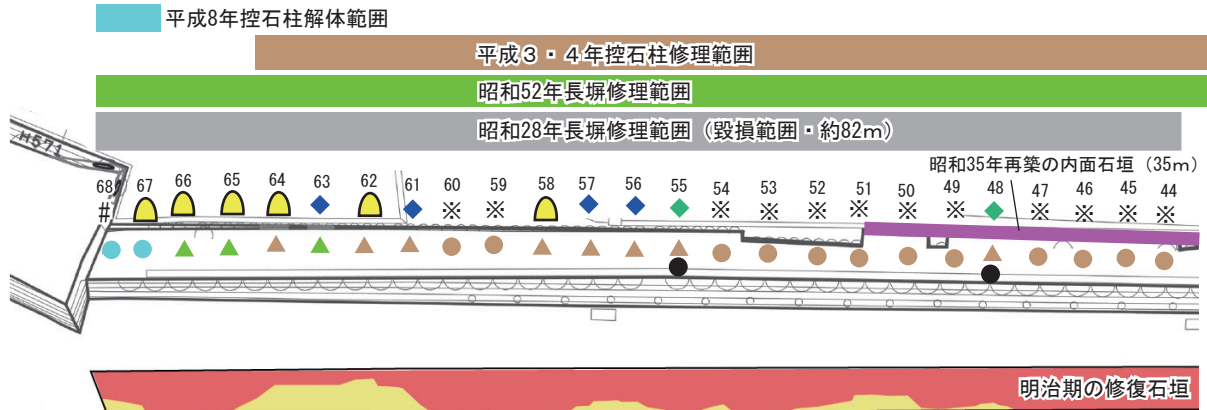 平成8年控石柱解体範囲
平成3・4年控石柱修理範囲
昭和52年長塀修理範囲
昭和28年長塀修理範囲（毀損範囲・約82m）
昭和35年再築の内面石垣（35m）
H571
68 67 66 65 64 63 62 61 60 59 58 57 56 55 54 53 52 51 50 49 48 47 46 45 44
# ※ ※ ※ ※ ※ ※ ※ ※ ※ ※ ※ ※
明治期の修復石垣